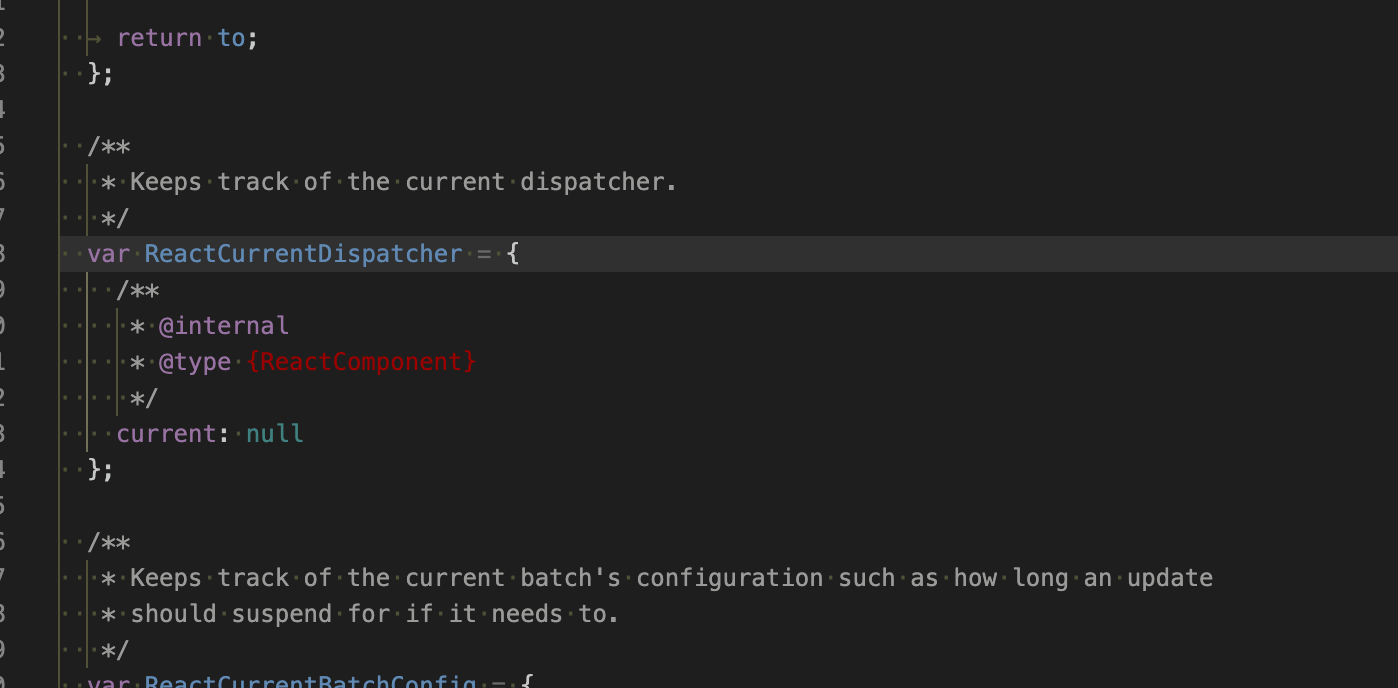 return to;
};
/**
* Keeps track of the current dispatcher.
*/
var ReactCurrentDispatcher = {
/**
* @internal
* @type {ReactComponent}
*/
current: null
};
/**
* Keeps track of the current batch's configuration such as how long an update
* should suspend for if it needs to.
*/
var ReactCurrentBatchConfig = {